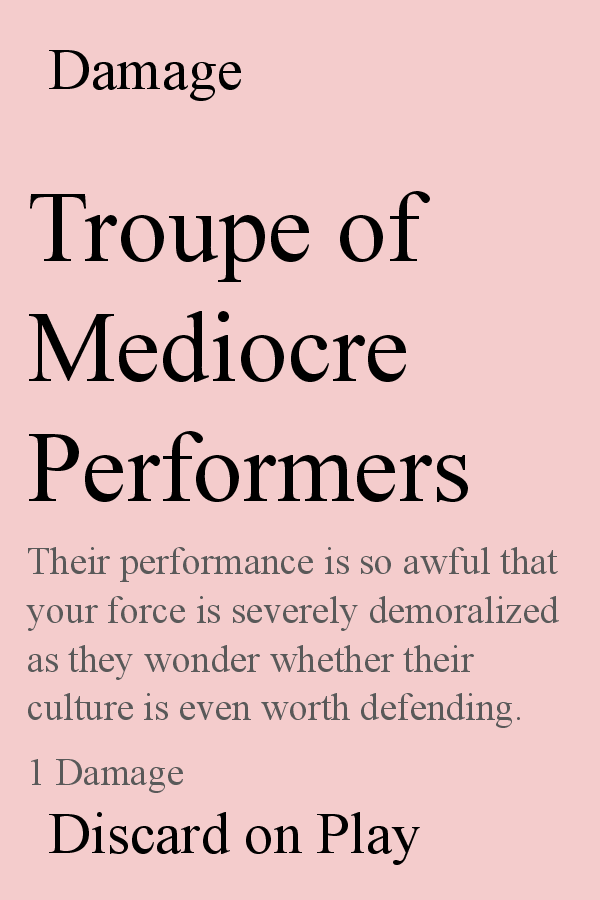 Damage
Troupe of
Mediocre
Performers
Their performance is so awful that
your force is severely demoralized
as they wonder whether their
culture is even worth defending.
1 Damage
Discard on Play